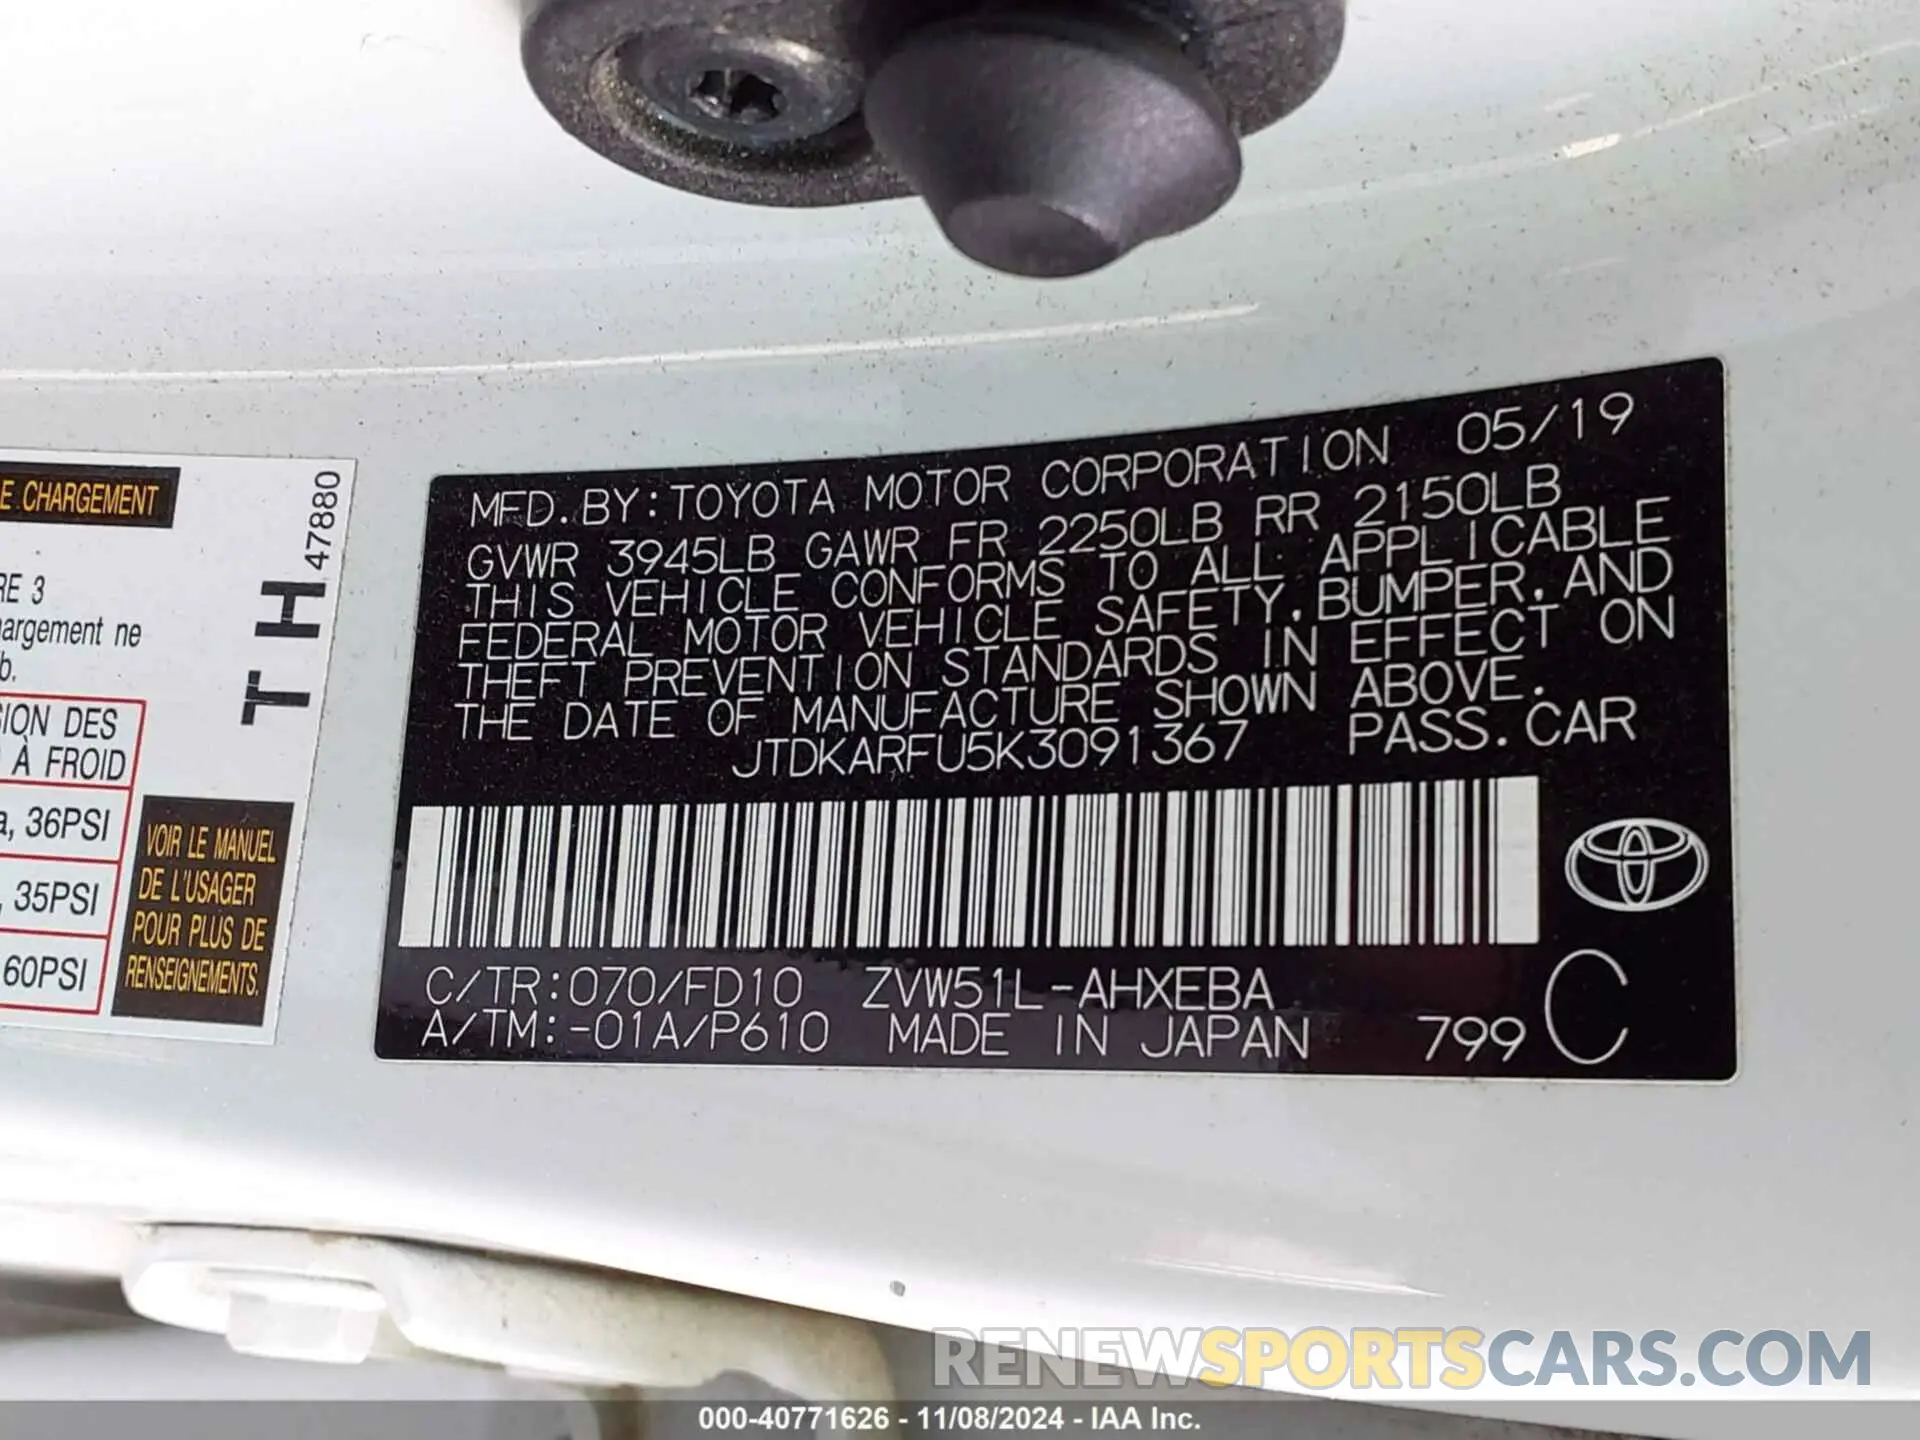 E CHARGEMENT
RE 3
argement ne
b.
ION DES
À FROID
a, 36PSI
, 35PSI
60PSI
VOIR LE MANUEL
DE L'USAGER
POUR PLUS DE
RENSEIGNEMENTS.
T H 47880
MFD. BY: TOYOTA MOTOR CORPORATION 05/19
GVWR 3945LB GAWR FR 2250LB RR 2150LB
THIS VEHICLE CONFORMS TO ALL APPLICABLE
FEDERAL MOTOR VEHICLE SAFETY, BUMPER, AND
THEFT PREVENTION STANDARDS IN EFFECT ON
THE DATE OF MANUFACTURE SHOWN ABOVE.
JTDKARFU5K3091367 PASS. CAR
C/TR: 070/FD10 ZVW51L-AHXEBA
A/TM: -01A/P610 MADE IN JAPAN 799 C
RENEWSPORTSCARS.COM
000-40771626 - 11/08/2024 - IAA Inc.